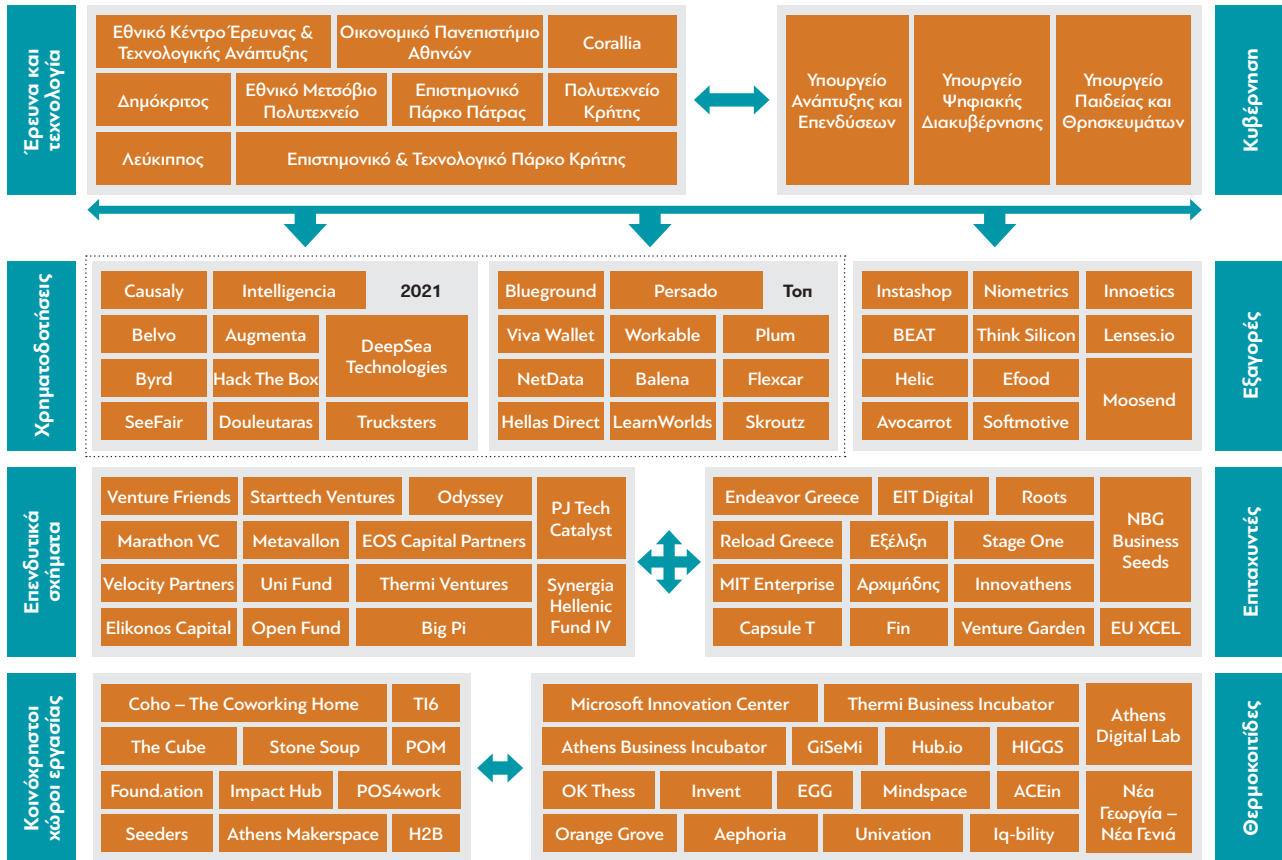 Έρευνα και
τεχνολογία
Εθνικό Κέντρο Έρευνας &
Τεχνολογικής Ανάπτυξης
Οικονομικό Πανεπιστήμιο
Αθηνών
Corallia
Δημόκριτος
Εθνικό Μετσόβιο
Πολυτεχνείο
Επιστημονικό
Πάρκο Πάτρας
Πολυτεχνείο
Κρήτης
Λεύκιππος
Επιστημονικό & Τεχνολογικό Πάρκο Κρήτης
Υπουργείο
Ανάπτυξης και
Επενδύσεων
Υπουργείο
Ψηφιακής
Διακυβέρνησης
Υπουργείο
Παιδείας και
Θρησκευμάτων
Κυβέρνηση
Χρηματοδοτήσεις
Causaly
Intelligencia
2021
Belvo
Augmenta
DeepSea
Technologies
Byrd
Hack The Box
SeeFair
Douleutaras
Trucksters
Blueground
Persado
Τοπ
Viva Wallet
Workable
Plum
NetData
Balena
Flexcar
Hellas Direct
LearnWorlds
Skroutz
Instashop
Niometrics
Innoetics
BEAT
Think Silicon
Lenses.io
Helic
Efood
Moosend
Avocarrot
Softmotive
Εξαγορές
Επενδυτικά
σχήματα
Venture Friends
Starttech Ventures
Odyssey
PJ Tech
Catalyst
Marathon VC
Metavallon
EOS Capital Partners
Velocity Partners
Uni Fund
Thermi Ventures
Synergia
Hellenic
Fund IV
Elikonos Capital
Open Fund
Big Pi
Endeavor Greece
EIT Digital
Roots
NBG
Business
Seeds
Reload Greece
Εξέλιξη
Stage One
MIT Enterprise
Αρχιμήδης
Innovathens
Capsule T
Fin
Venture Garden
EU XCEL
Επιταχυντές
Κοινόχρηστοι
χώροι εργασίας
Coho – The Coworking Home
TI6
The Cube
Stone Soup
POM
Found.ation
Impact Hub
POS4work
Seeders
Athens Makerspace
H2B
Microsoft Innovation Center
Thermi Business Incubator
Athens
Digital Lab
Athens Business Incubator
GiSeMi
Hub.io
HIGGS
OK Thess
Invent
EGG
Mindspace
ACEin
Νέα
Γεωργία –
Νέα Γενιά
Orange Grove
Aephoria
Univation
Iq-bility
Θερμοκοιτίδες